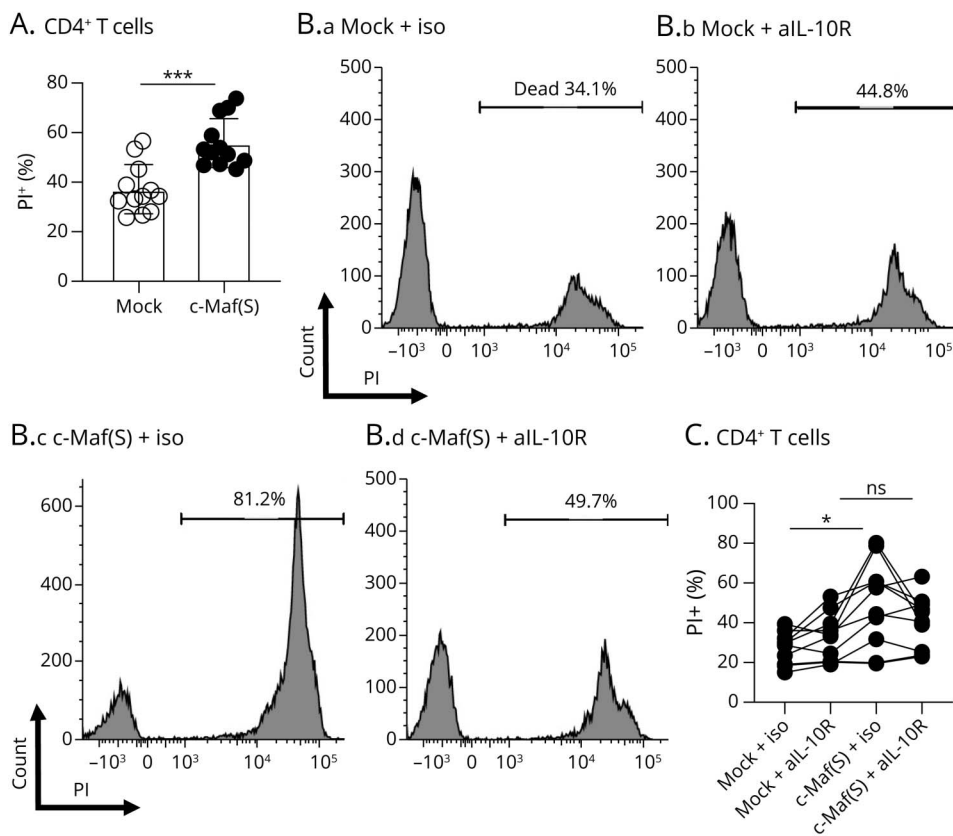 A. CD4⁺ T cells
***
PI⁺ (%)
80
60
40
20
0
Mock
c-Maf(S)
B.a Mock + iso
500
400
300
200
100
0
Dead 34.1%
–10³
0
10³
10⁴
10⁵
Count
PI
B.b Mock + aIL-10R
500
400
300
200
100
0
44.8%
–10³
0
10³
10⁴
10⁵
B.c c-Maf(S) + iso
600
400
200
0
81.2%
–10³
0
10³
10⁴
10⁵
Count
PI
B.d c-Maf(S) + aIL-10R
500
400
300
200
100
0
49.7%
–10³
0
10³
10⁴
10⁵
C. CD4⁺ T cells
ns
*
PI+ (%)
100
80
60
40
20
0
Mock + iso
Mock + aIL-10R
c-Maf(S) + iso
c-Maf(S) + aIL-10R